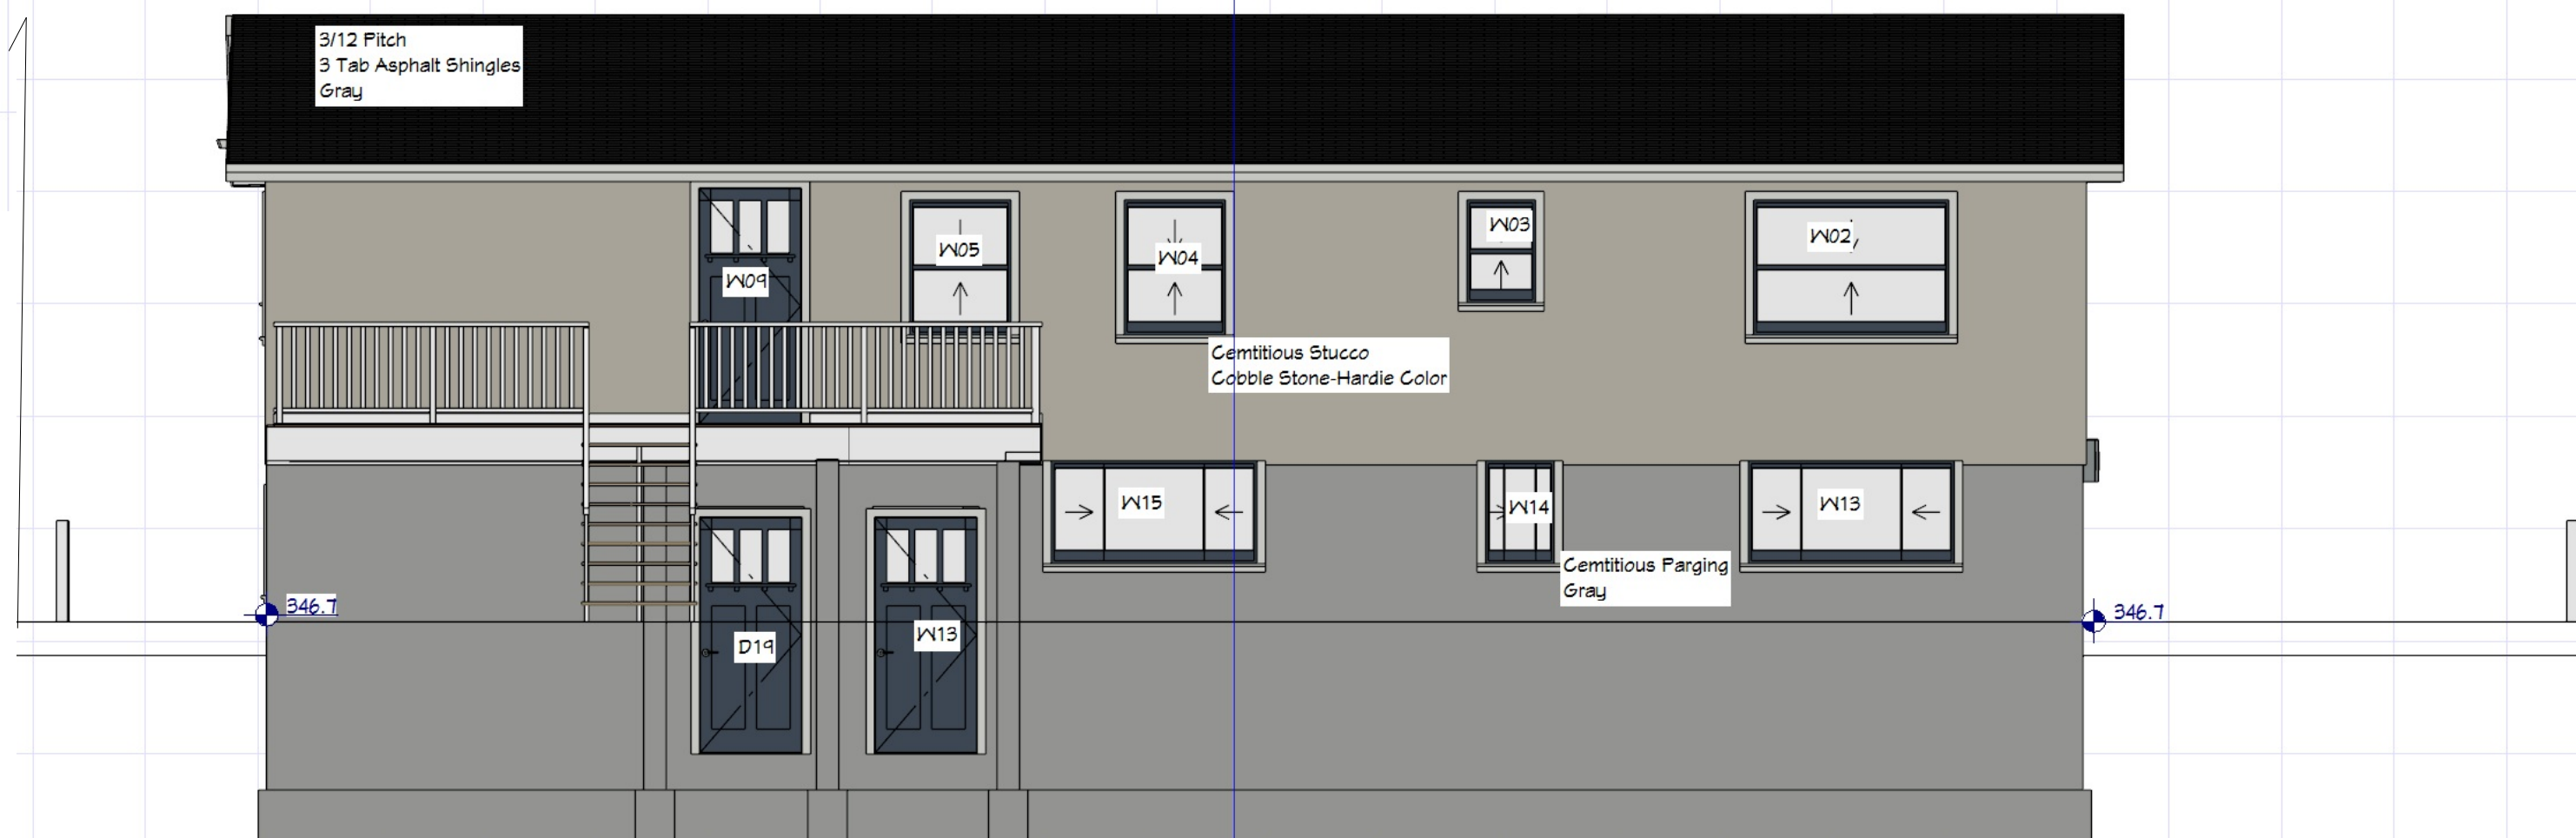 3/12 Pitch
3 Tab Asphalt Shingles
Gray
W09
W05
W04
W03
W02
Cemtitious Stucco
Cobble Stone-Hardie Color
W15
W14
W13
Cemtitious Parging
Gray
346.7
346.7
D19
W13